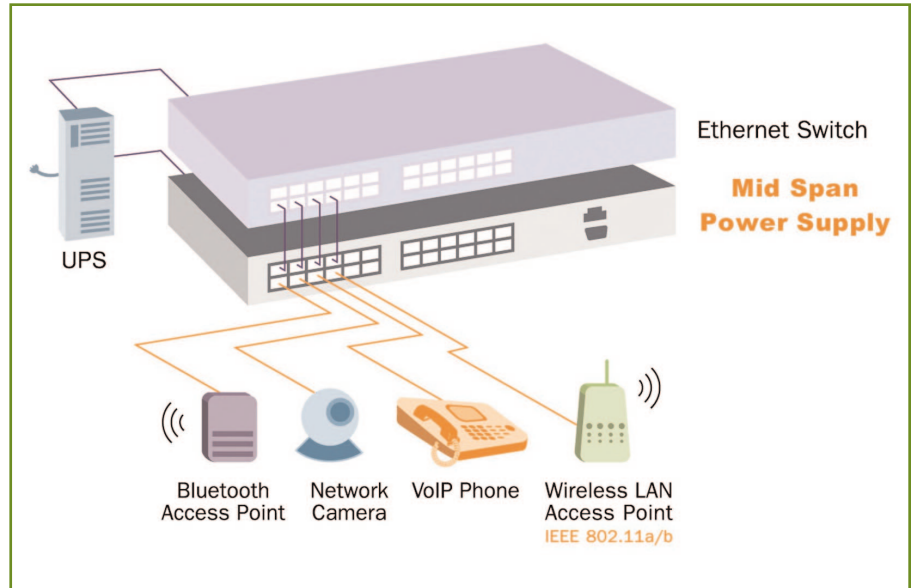 Ethernet Switch
Mid Span
Power Supply
UPS
Bluetooth
Access Point
Network
Camera
VoIP Phone
Wireless LAN
Access Point
IEEE 802.11a/b